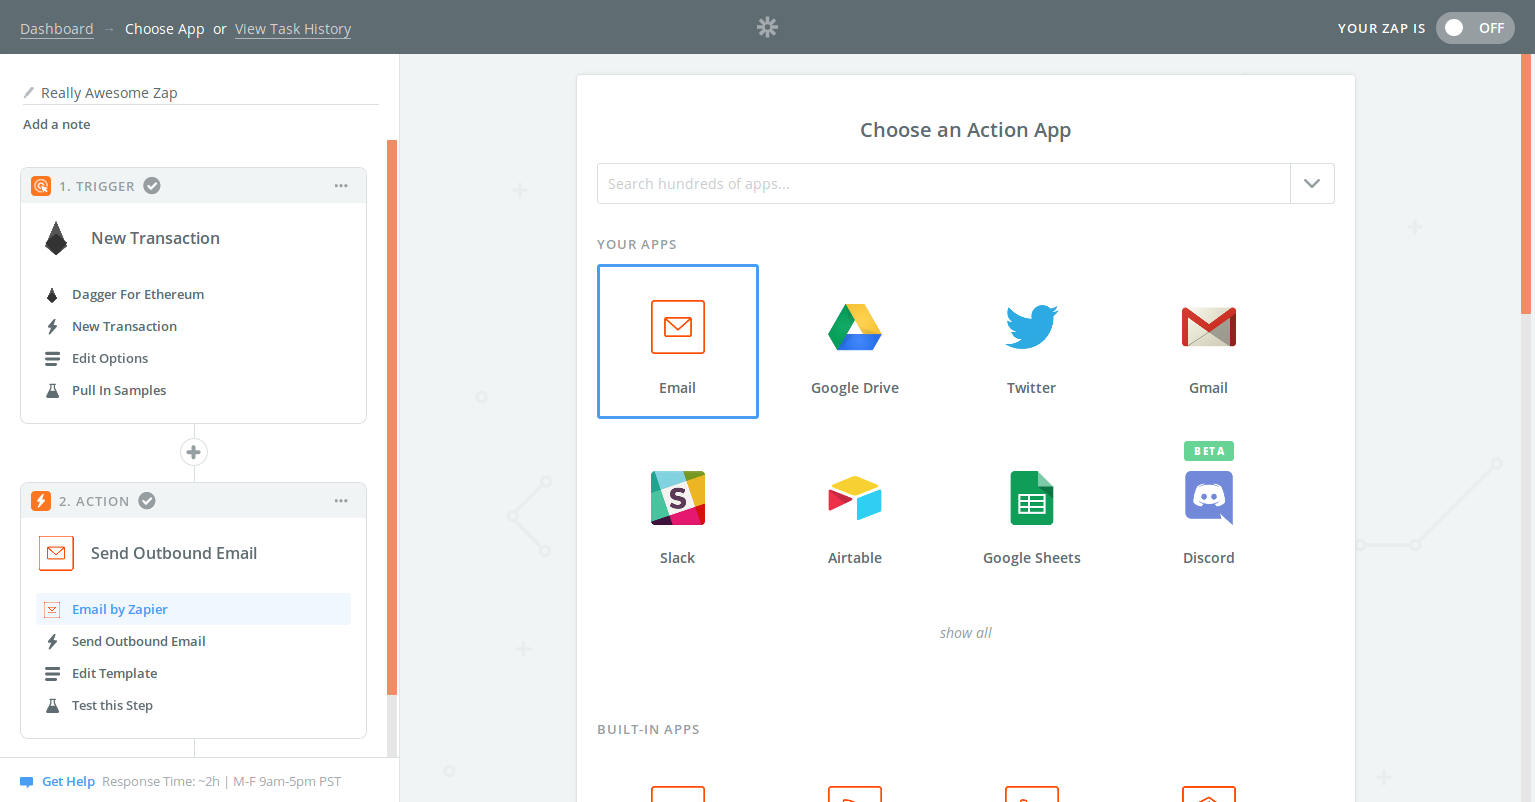 Dashboard → Choose App or View Task History
YOUR ZAP IS OFF
Really Awesome Zap
Add a note
1. TRIGGER
New Transaction
Dagger For Ethereum
New Transaction
Edit Options
Pull In Samples
2. ACTION
Send Outbound Email
Email by Zapier
Send Outbound Email
Edit Template
Test this Step
Get Help Response Time: ~2h | M-F 9am-5pm PST
Choose an Action App
Search hundreds of apps...
YOUR APPS
Email
Google Drive
Twitter
Gmail
BETA
S
Slack
Airtable
Google Sheets
Discord
show all
BUILT-IN APPS